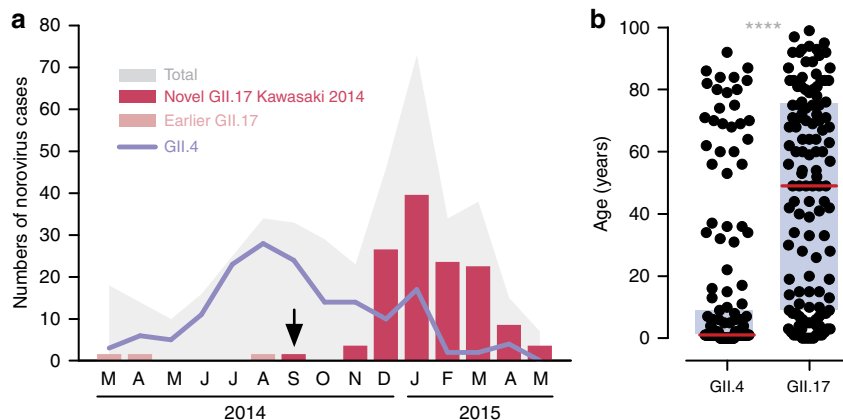 a
80
70
60
50
40
30
20
10
0
Numbers of norovirus cases
Total
Novel GII.17 Kawasaki 2014
Earlier GII.17
GII.4
M A M J J A S O N D J F M A M
2014 2015
b
****
100
80
60
40
20
0
Age (years)
GII.4 GII.17